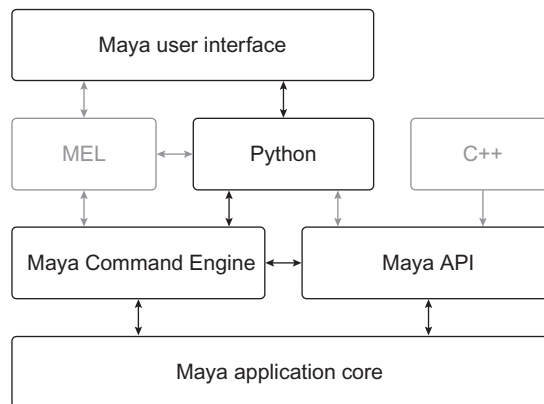 Maya user interface
MEL
Python
C++
Maya Command Engine
Maya API
Maya application core